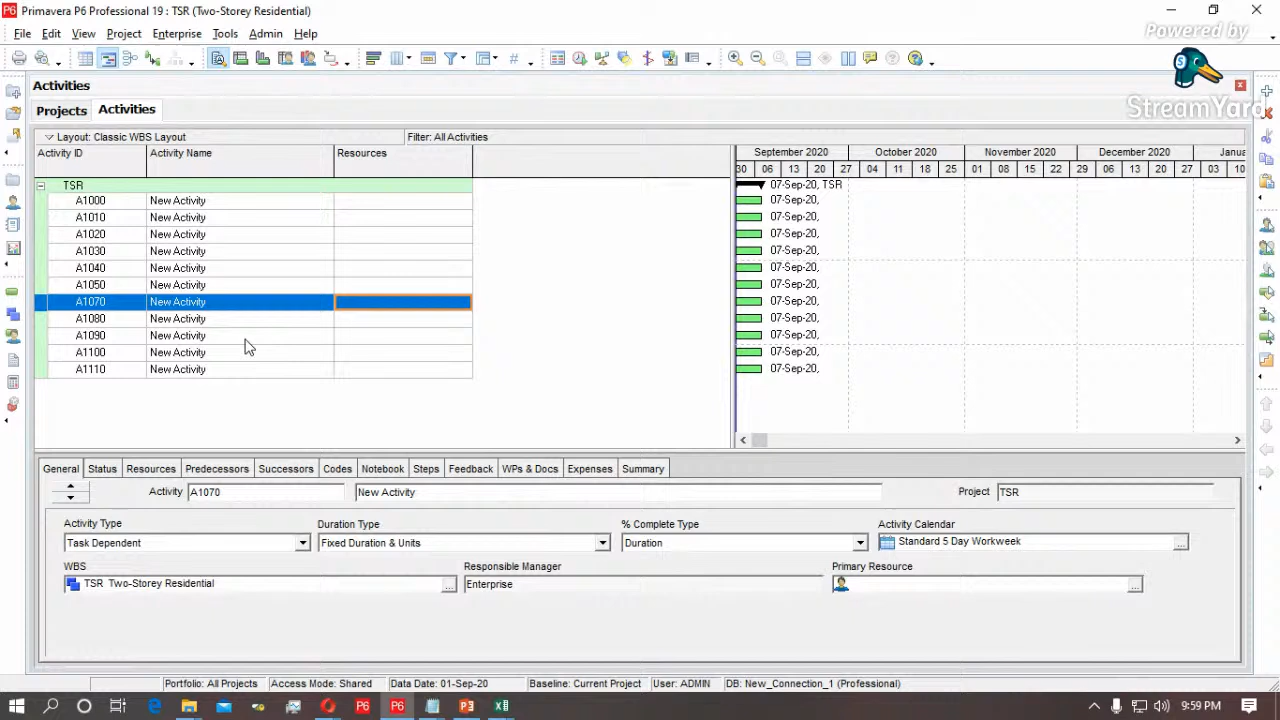 P6 Primavera P6 Professional 19 : TSR (Two-Storey Residential)
File Edit View Project Enterprise Tools Admin Help
Powered by
StreamYard
Activities
Projects Activities
Layout: Classic WBS Layout Filter: All Activities
Activity ID Activity Name Resources September 2020 October 2020 November 2020 December 2020 Janua
30 06 13 20 27 04 11 18 25 01 08 15 22 29 06 13 20 27 03 10
TSR 07-Sep-20, TSR
A1000 New Activity 07-Sep-20,
A1010 New Activity 07-Sep-20,
A1020 New Activity 07-Sep-20,
A1030 New Activity 07-Sep-20,
A1040 New Activity 07-Sep-20,
A1050 New Activity 07-Sep-20,
A1070 New Activity 07-Sep-20,
A1080 New Activity 07-Sep-20,
A1090 New Activity 07-Sep-20,
A1100 New Activity 07-Sep-20,
A1110 New Activity 07-Sep-20,
General Status Resources Predecessors Successors Codes Notebook Steps Feedback WPs & Docs Expenses Summary
Activity A1070 New Activity Project TSR
Activity Type Duration Type % Complete Type Activity Calendar
Task Dependent Fixed Duration & Units Duration Standard 5 Day Workweek
WBS Responsible Manager Primary Resource
TSR Two-Storey Residential Enterprise
Portfolio: All Projects Access Mode: Shared Data Date: 01-Sep-20 Baseline: Current Project User: ADMIN DB: New_Connection_1 (Professional)
9:59 PM